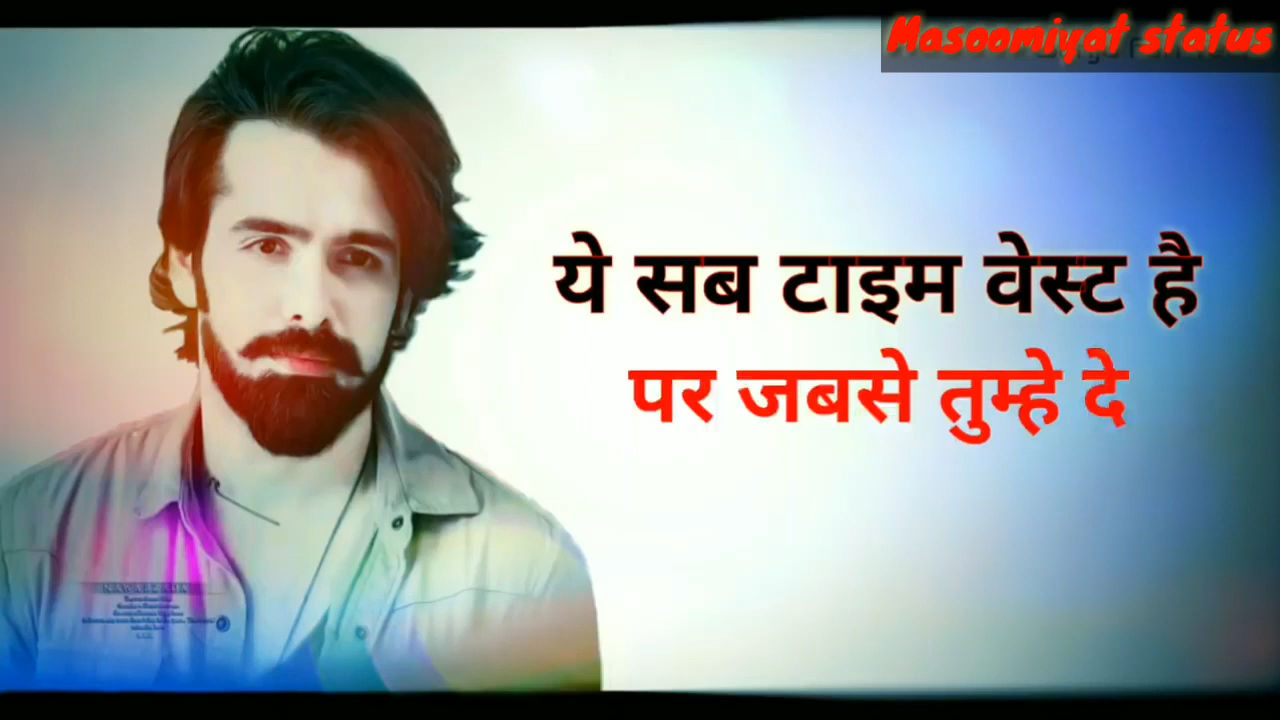 Masoomiyat status
ये सब टाइम वेस्ट है
पर जबसे तुम्हे दे